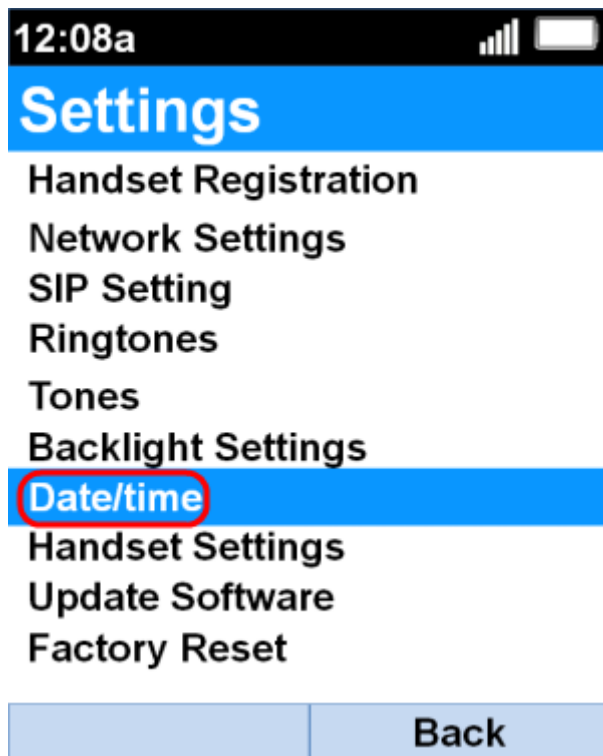 12:08a
Settings
Handset Registration
Network Settings
SIP Setting
Ringtones
Tones
Backlight Settings
Date/time
Handset Settings
Update Software
Factory Reset
Back